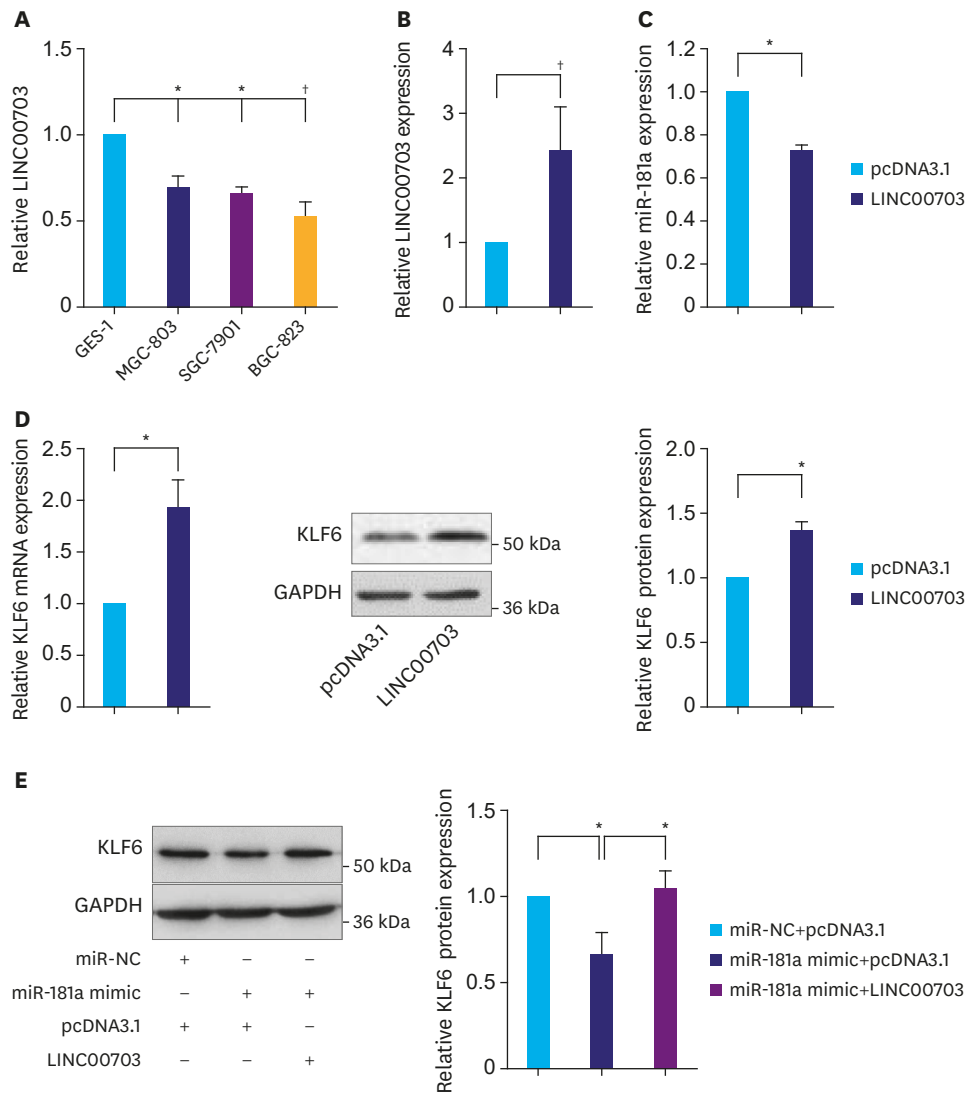 A
Relative LINC00703
1.5
1.0
0.5
0
GES-1
MGC-803
SGC-7901
BGC-823
*
*
†
B
Relative LINC00703 expression
4
3
2
1
0
†
C
Relative miR-181a expression
1.2
1.0
0.8
0.6
0.4
0.2
0
*
pcDNA3.1
LINC00703
D
Relative KLF6 mRNA expression
2.5
2.0
1.5
1.0
0.5
0
*
KLF6
50 kDa
GAPDH
36 kDa
pcDNA3.1
LINC00703
Relative KLF6 protein expression
2.0
1.5
1.0
0.5
0
*
pcDNA3.1
LINC00703
E
KLF6
50 kDa
GAPDH
36 kDa
miR-NC + – –
miR-181a mimic – + +
pcDNA3.1 + + –
LINC00703 – – +
Relative KLF6 protein expression
1.5
1.0
0.5
0
*
*
miR-NC+pcDNA3.1
miR-181a mimic+pcDNA3.1
miR-181a mimic+LINC00703